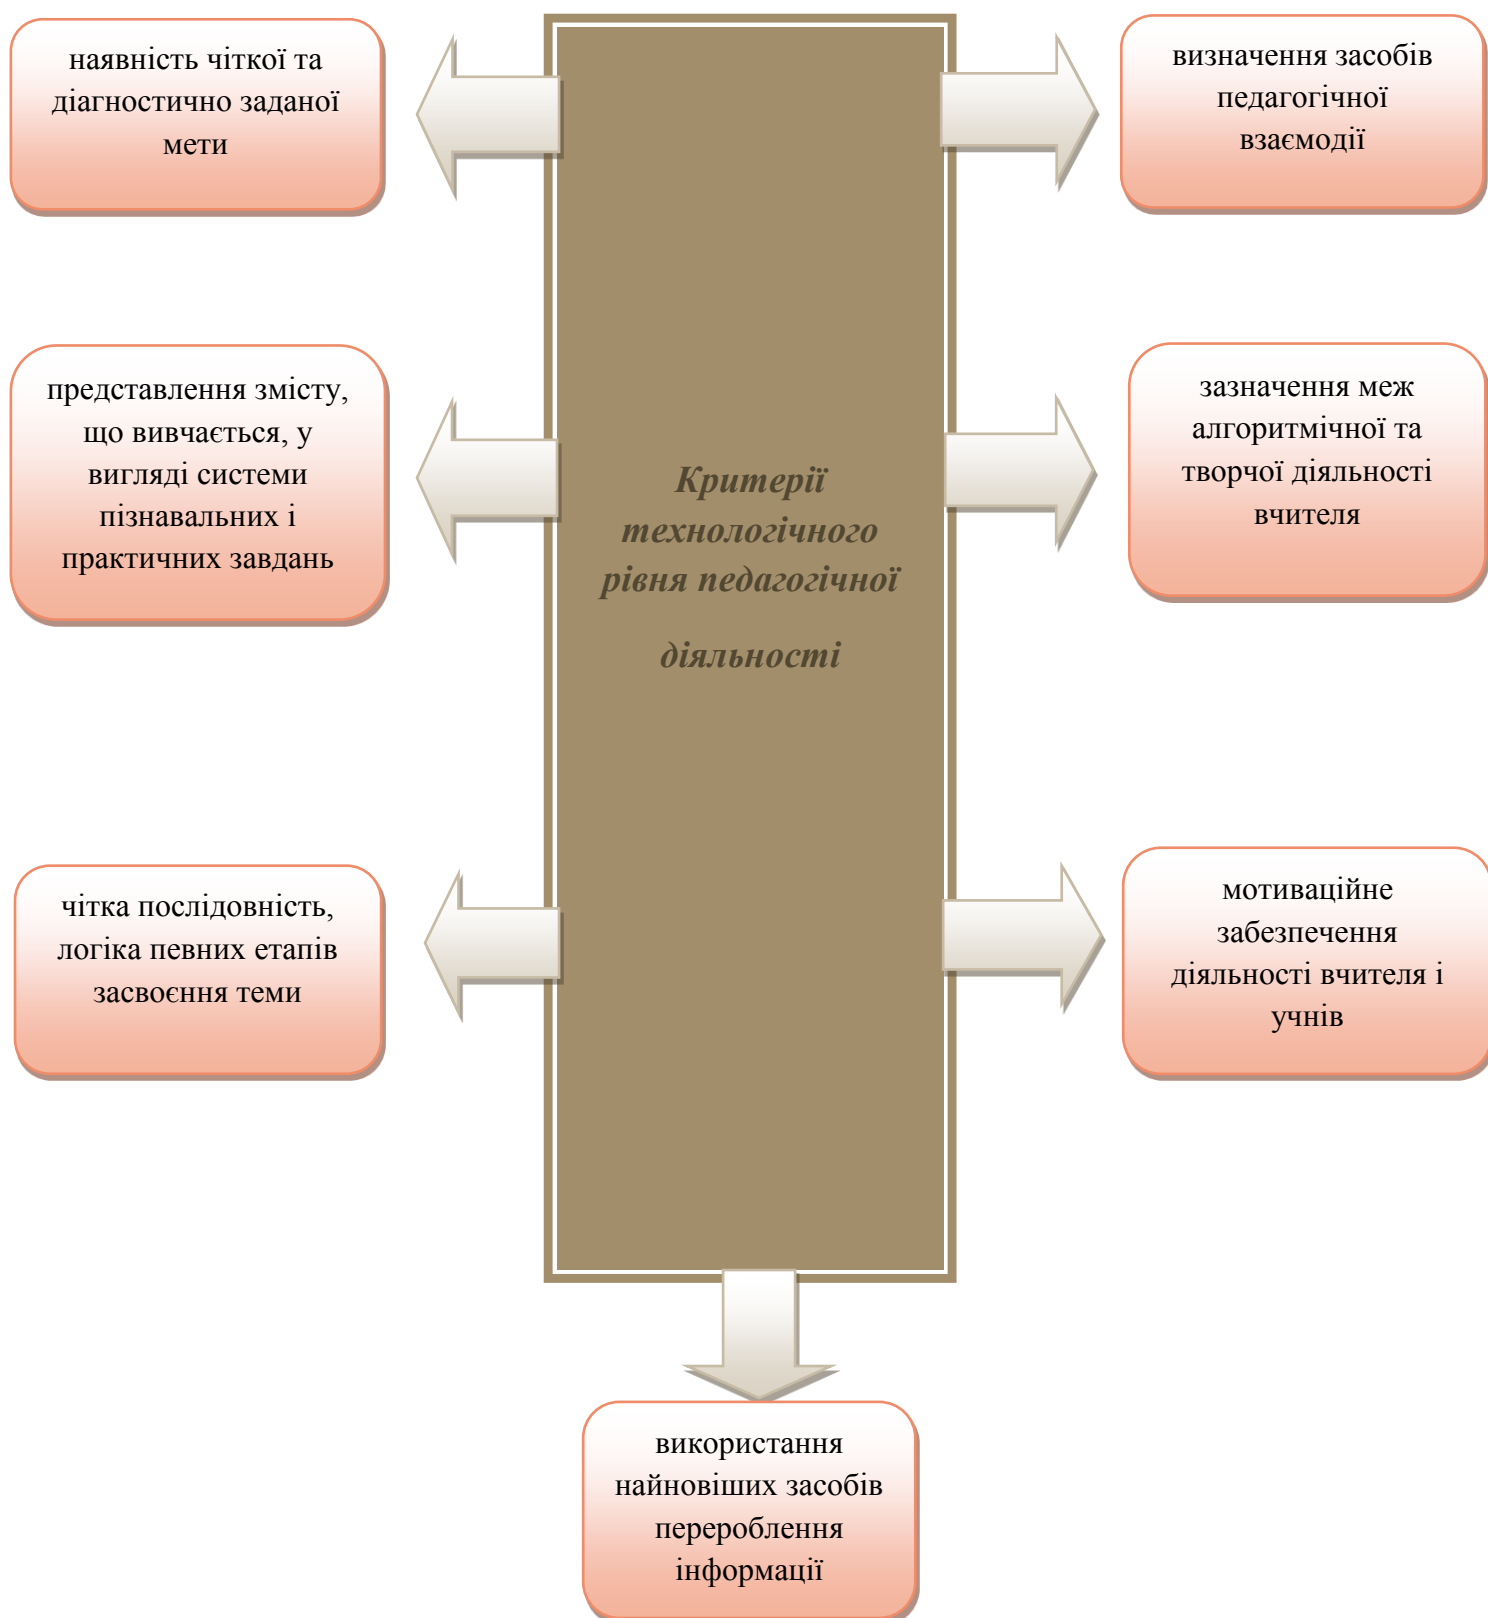 наявність чіткої та
діагностично заданої
мети
визначення засобів
педагогічної
взаємодії
представлення змісту,
що вивчається, у
вигляді системи
пізнавальних і
практичних завдань
Критерії
технологічного
рівня педагогічної
діяльності
зазначення меж
алгоритмічної та
творчої діяльності
вчителя
чітка послідовність,
логіка певних етапів
засвоєння теми
мотиваційне
забезпечення
діяльності вчителя і
учнів
використання
найновіших засобів
перероблення
інформації